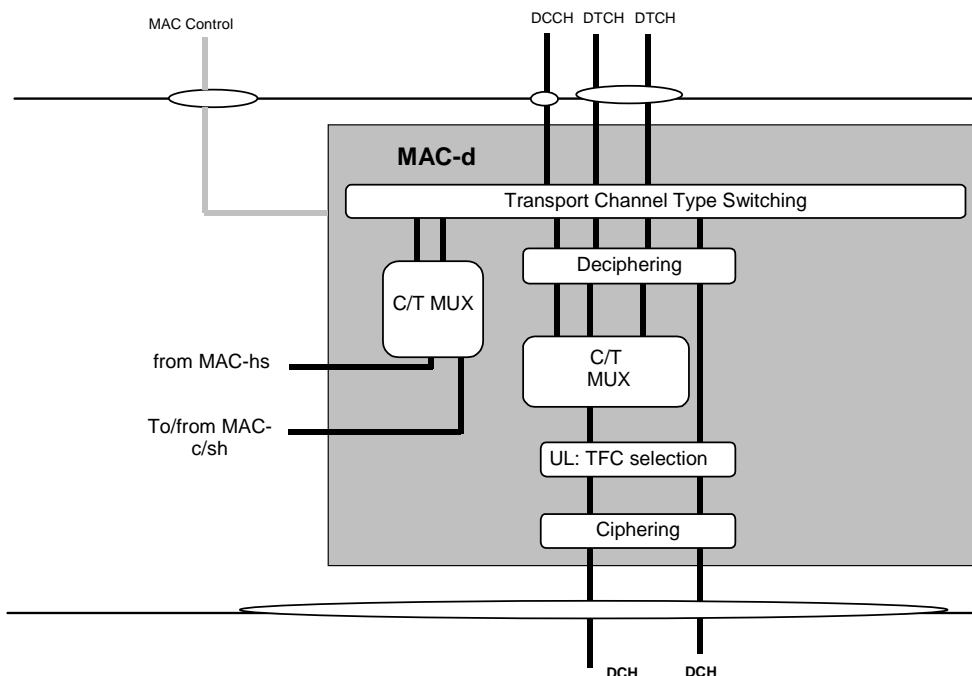 MAC Control
DCCH DTCH DTCH
MAC-d
Transport Channel Type Switching
Deciphering
C/T MUX
from MAC-hs
C/T
MUX
To/from MAC-
c/sh
UL: TFC selection
Ciphering
DCH DCH